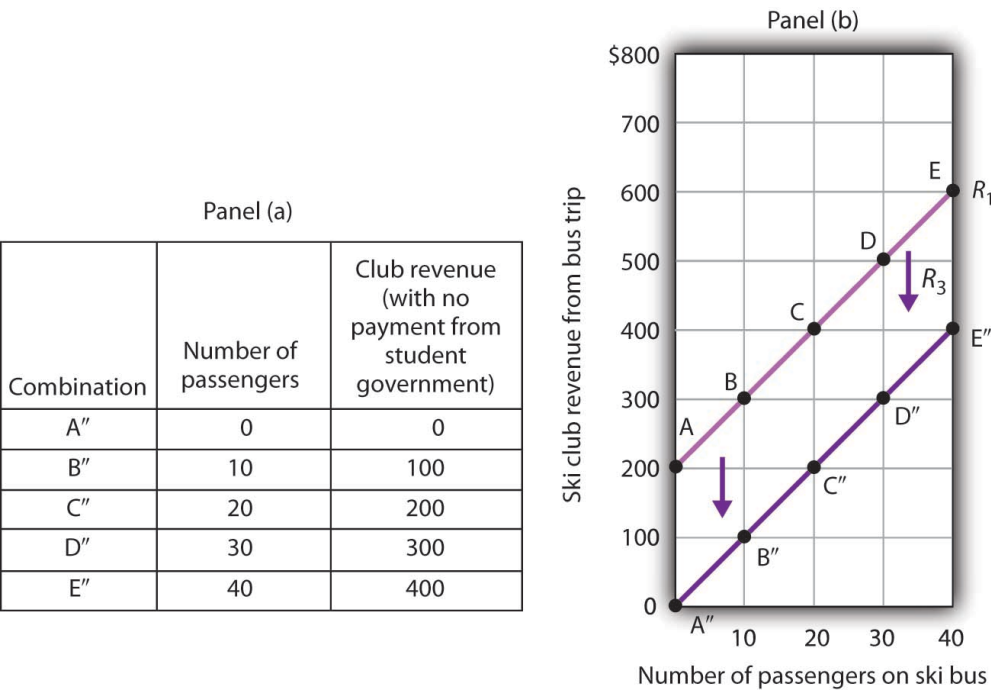 Panel (a)
Combination
Number of
passengers
Club revenue
(with no
payment from
student
government)
A″ 0 0
B″ 10 100
C″ 20 200
D″ 30 300
E″ 40 400
Panel (b)
Ski club revenue from bus trip
$800
700
600
500
400
300
200
100
0
E
R1
D
R3
C
E″
B
D″
A
C″
B″
A″
10 20 30 40
Number of passengers on ski bus